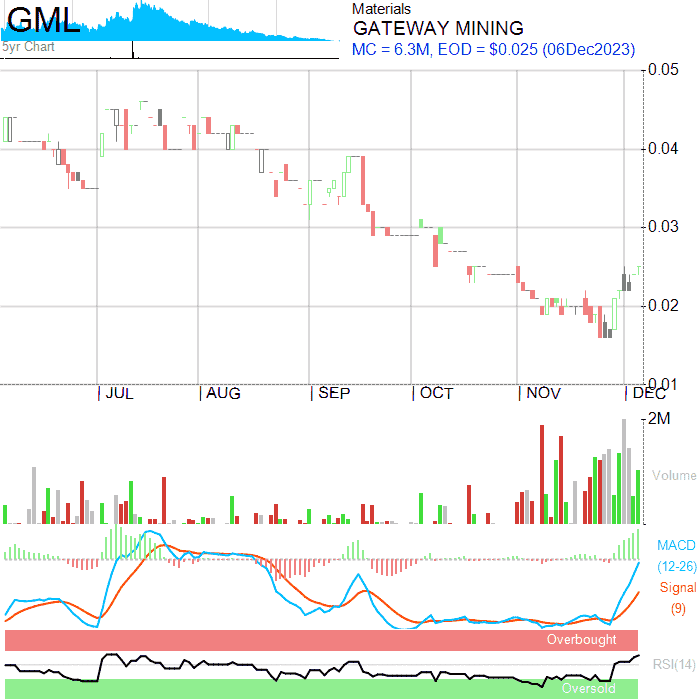 GML
5yr Chart
Materials
GATEWAY MINING
MC = 6.3M, EOD = $0.025 (06Dec2023)
0.05
0.04
0.03
0.02
0.01
JUL AUG SEP OCT NOV DEC
2M
Volume
MACD
(12-26)
Signal
(9)
Overbought
RSI(14)
Oversold